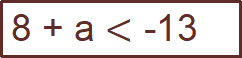 8 + a < -13